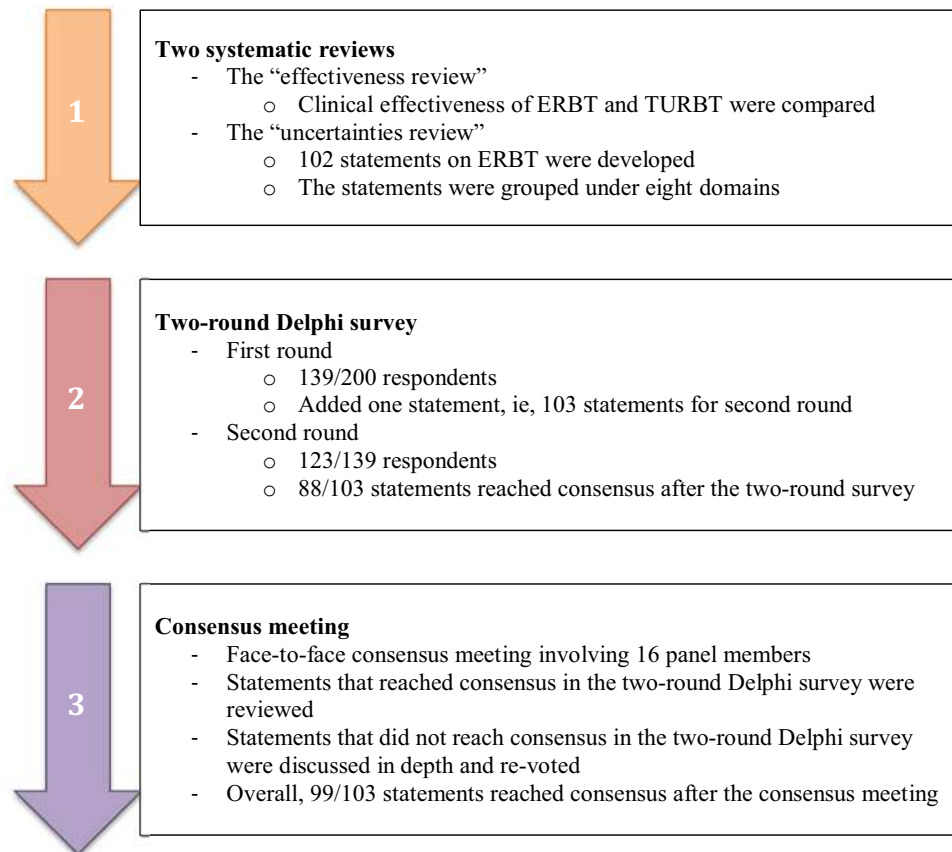 1
Two systematic reviews
- The “effectiveness review”
o Clinical effectiveness of ERBT and TURBT were compared
- The “uncertainties review”
o 102 statements on ERBT were developed
o The statements were grouped under eight domains
2
Two-round Delphi survey
- First round
o 139/200 respondents
o Added one statement, ie, 103 statements for second round
- Second round
o 123/139 respondents
o 88/103 statements reached consensus after the two-round survey
3
Consensus meeting
- Face-to-face consensus meeting involving 16 panel members
- Statements that reached consensus in the two-round Delphi survey were
reviewed
- Statements that did not reach consensus in the two-round Delphi survey
were discussed in depth and re-voted
- Overall, 99/103 statements reached consensus after the consensus meeting